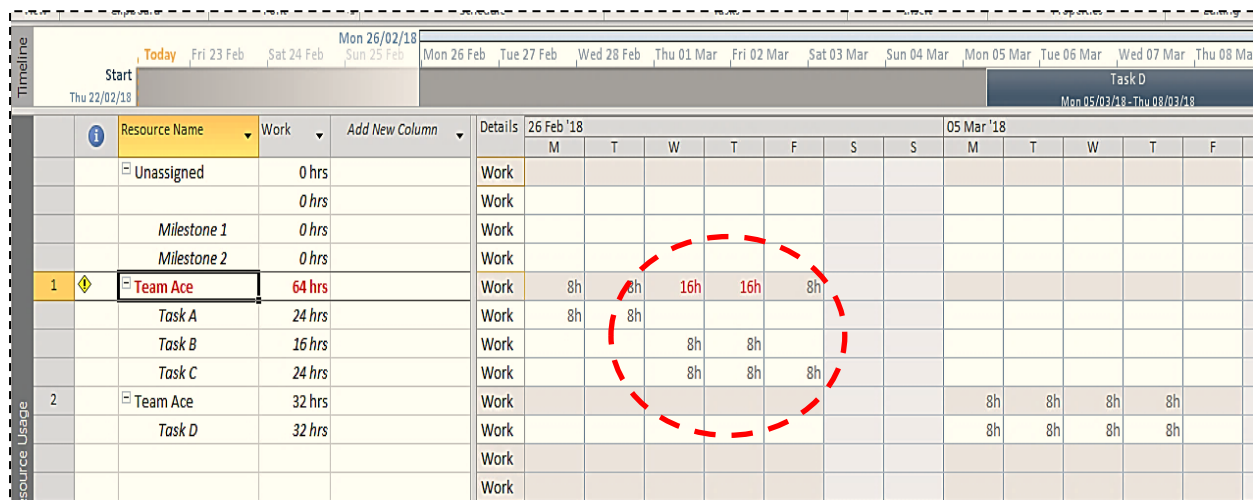 Timeline
Mon 26/02/18
Today Fri 23 Feb Sat 24 Feb Sun 25 Feb Mon 26 Feb Tue 27 Feb Wed 28 Feb Thu 01 Mar Fri 02 Mar Sat 03 Mar Sun 04 Mar Mon 05 Mar Tue 06 Mar Wed 07 Mar Thu 08 Ma
Start
Thu 22/02/18
Task D
Mon 05/03/18 - Thu 08/03/18
Resource Name Work Add New Column Details 26 Feb '18 05 Mar '18
M T W T F S S M T W T F
Unassigned 0 hrs Work
0 hrs Work
Milestone 1 0 hrs Work
Milestone 2 0 hrs Work
1 Team Ace 64 hrs Work 8h 8h 16h 16h 8h
Task A 24 hrs Work 8h 8h
Task B 16 hrs Work 8h 8h
Task C 24 hrs Work 8h 8h 8h
2 Team Ace 32 hrs Work 8h 8h 8h 8h
Task D 32 hrs Work 8h 8h 8h 8h
Work
Work
esource Usage